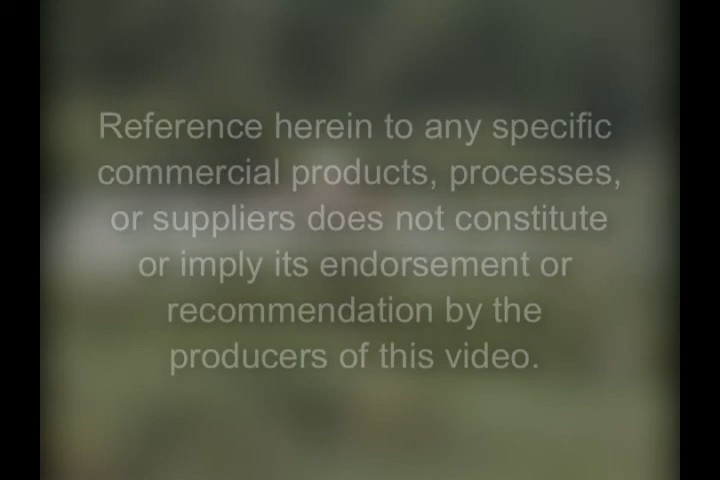 Reference herein to any specific
commercial products, processes,
or suppliers does not constitute
or imply its endorsement or
recommendation by the
producers of this video.